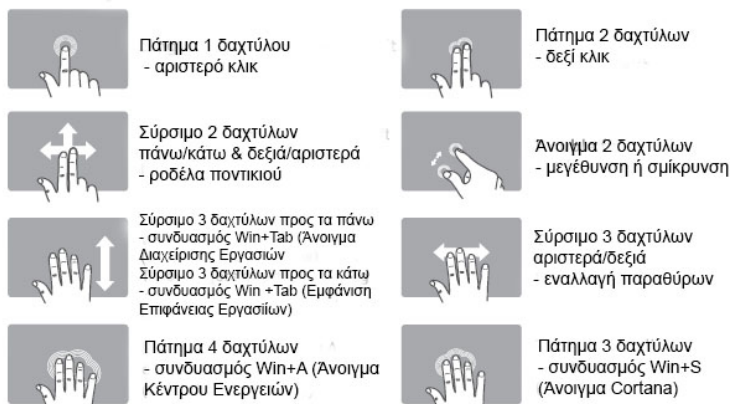 Πάτημα 1 δαχτύλου
- αριστερό κλικ
Πάτημα 2 δαχτύλων
- δεξί κλικ
Σύρσιμο 2 δαχτύλων
πάνω/κάτω & δεξιά/αριστερά
- ροδέλα ποντικιού
Άνοιγμα 2 δαχτύλων
- μεγέθυνση ή σμίκρυνση
Σύρσιμο 3 δαχτύλων προς τα πάνω
- συνδυασμός Win+Tab (Άνοιγμα
Διαχείρισης Εργασιών
Σύρσιμο 3 δαχτύλων προς τα κάτω
- συνδυασμός Win +Tab (Εμφάνιση
Επιφάνειας Εργασίίων)
Σύρσιμο 3 δαχτύλων
αριστερά/δεξιά
- εναλλαγή παραθύρων
Πάτημα 4 δαχτύλων
- συνδυασμός Win+A (Άνοιγμα
Κέντρου Ενεργειών)
Πάτημα 3 δαχτύλων
- συνδυασμός Win+S
(Άνοιγμα Cortana)